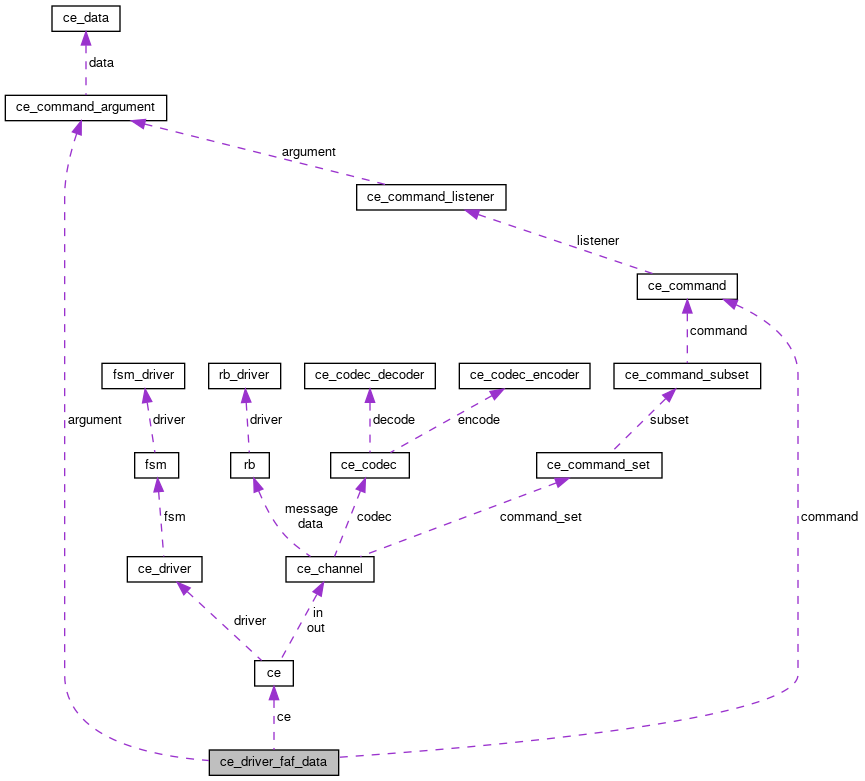 ce_data
data
ce_command_argument
argument
ce_command_listener
listener
ce_command
command
fsm_driver
rb_driver
ce_codec_decoder
ce_codec_encoder
ce_command_subset
argument
driver
driver
decode
encode
subset
fsm
rb
ce_codec
ce_command_set
fsm
message
data
codec
command_set
command
ce_driver
ce_channel
driver
in
out
ce
ce
ce_driver_faf_data